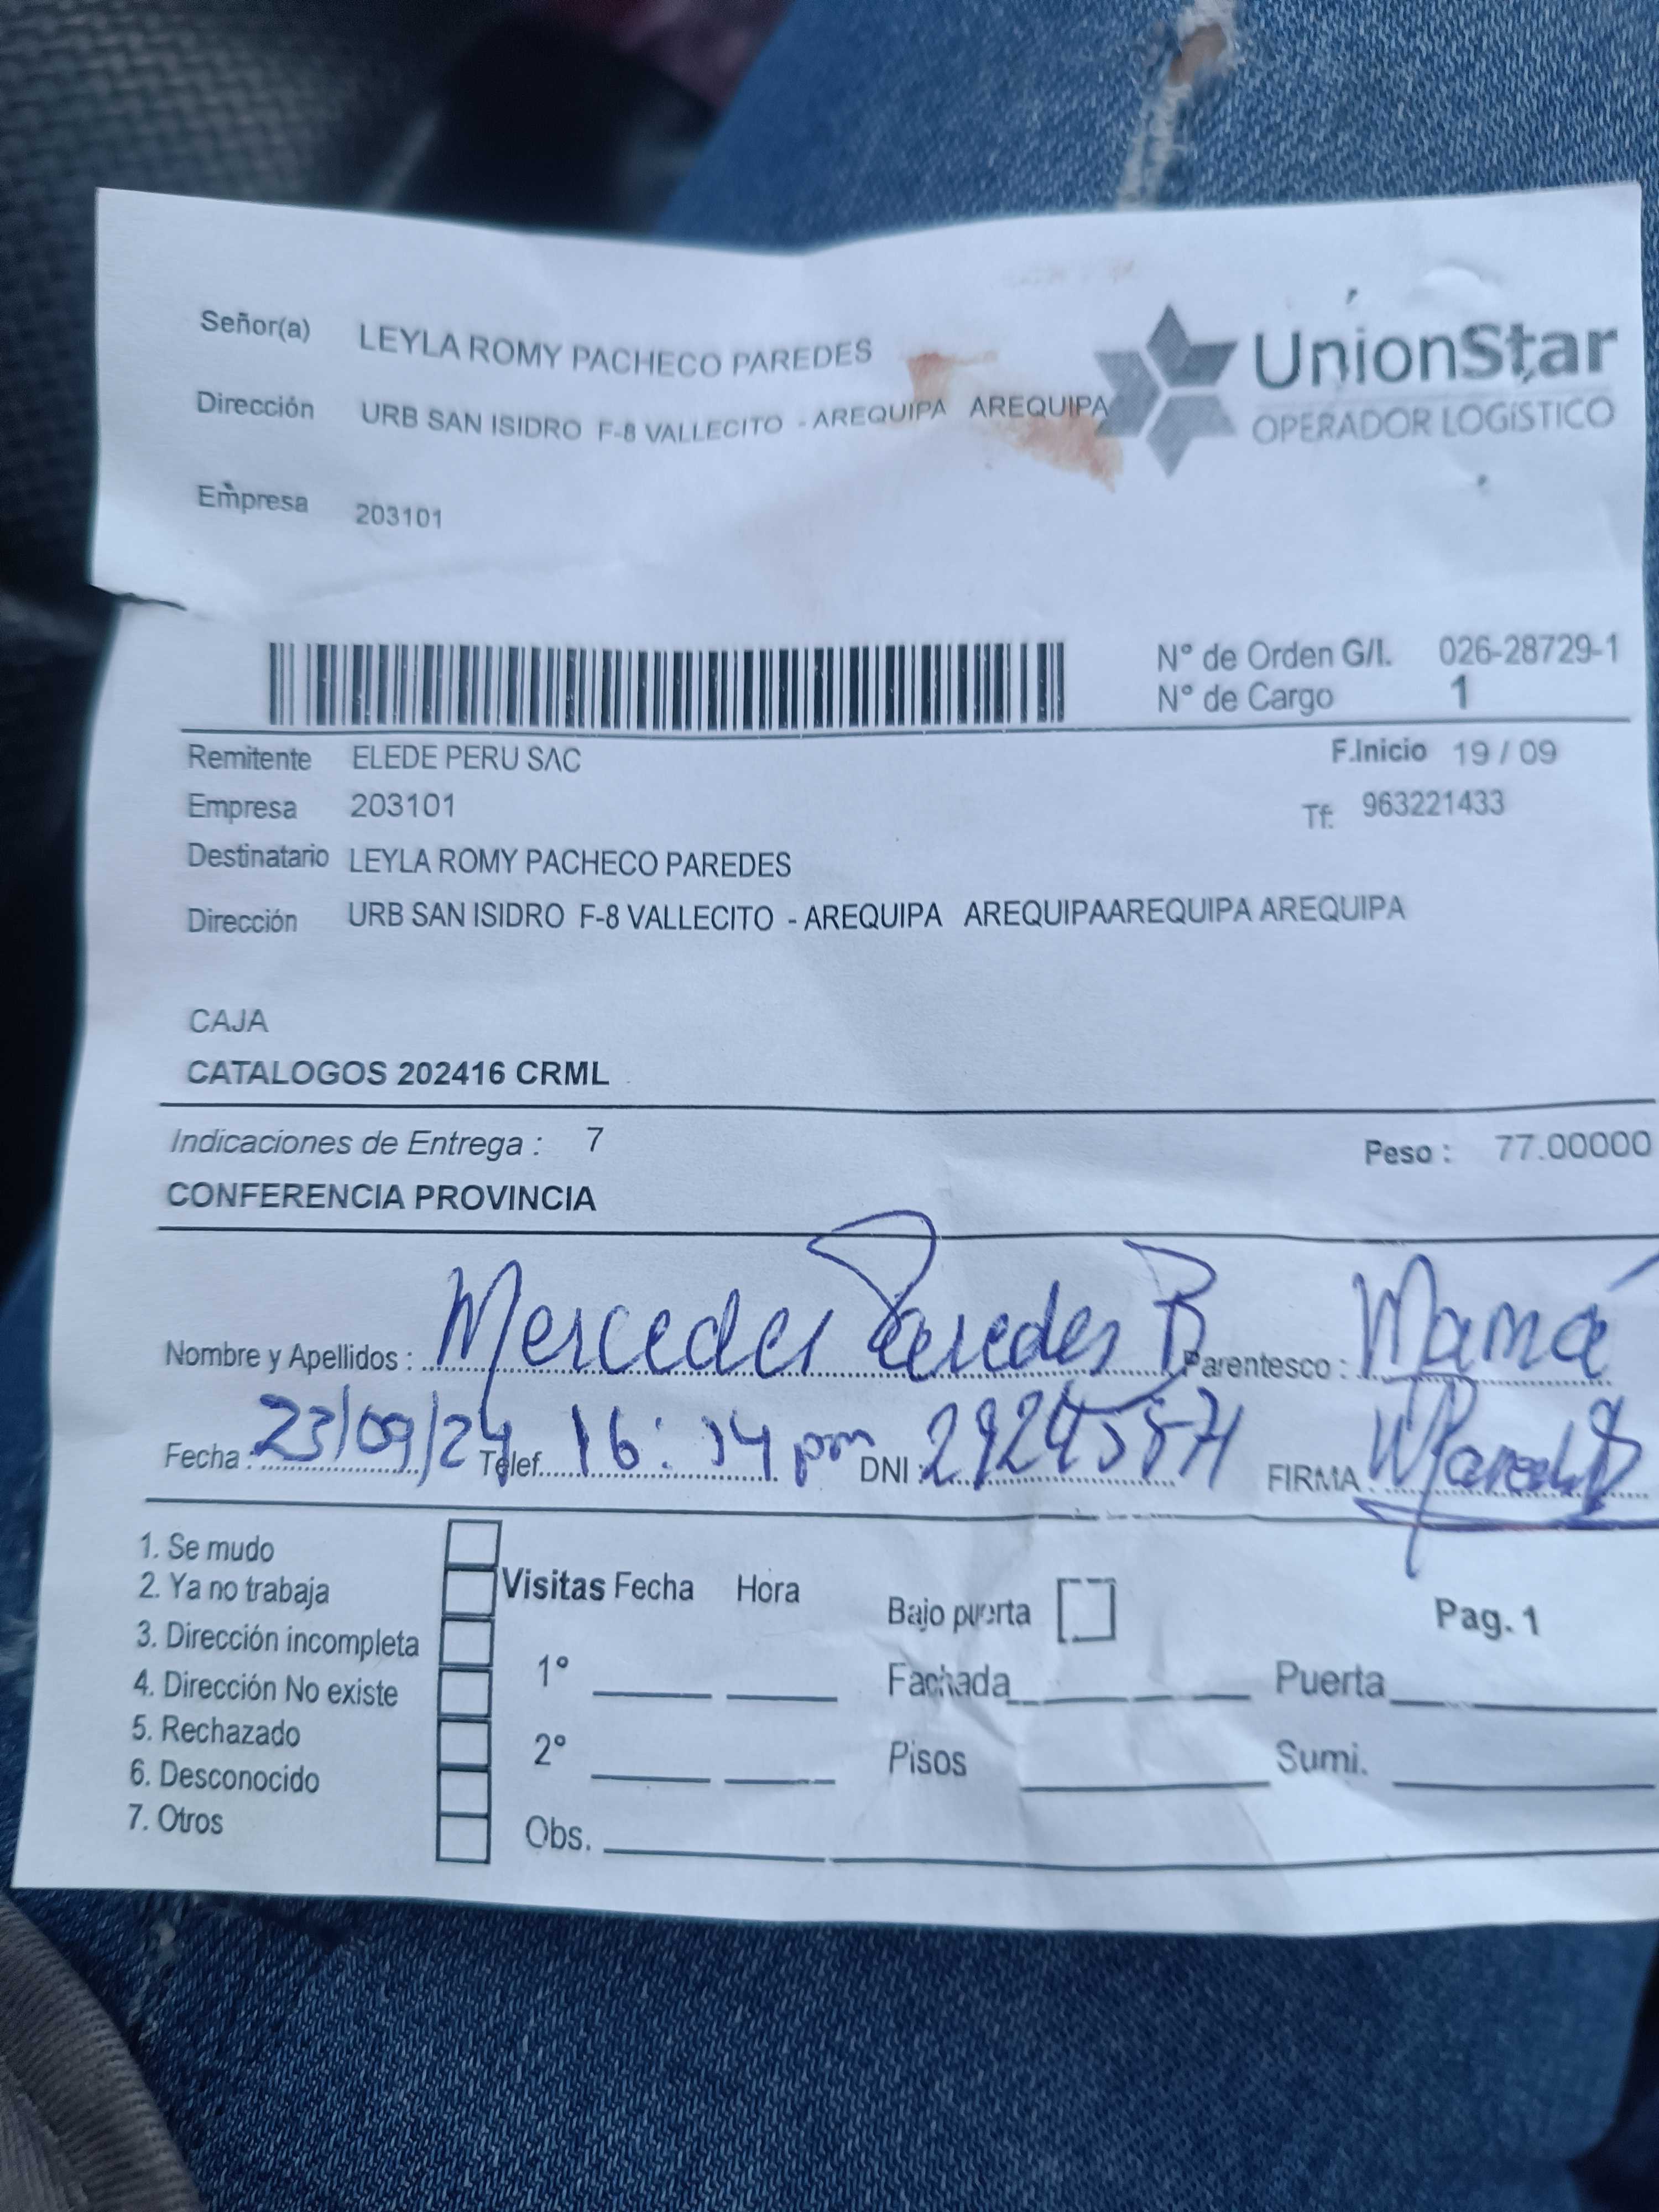 Señor(a) LEYLA ROMY PACHECO PAREDES
UnionStar
OPERADOR LOGÍSTICO
Dirección URB SAN ISIDRO F-8 VALLECITO - AREQUIPA AREQUIPA
Empresa 203101
N° de Orden G/I. 026-28729-1
N° de Cargo 1
Remitente ELEDE PERU SAC F.Inicio 19 / 09
Empresa 203101 Tf: 963221433
Destinatario LEYLA ROMY PACHECO PAREDES
Dirección URB SAN ISIDRO F-8 VALLECITO - AREQUIPA AREQUIPAAREQUIPA AREQUIPA
CAJA
CATALOGOS 202416 CRML
Indicaciones de Entrega : 7 Peso : 77.00000
CONFERENCIA PROVINCIA
Nombre y Apellidos : Mercedes Paredes B Parentesco : Mamá
Fecha : 23/09/24 Telef. 16: 14 pm DNI : FIRMA :
1. Se mudo
2. Ya no trabaja
3. Dirección incompleta
4. Dirección No existe
5. Rechazado
6. Desconocido
7. Otros
Visitas Fecha Hora
1°
2°
Obs.
Bajo puerta
Pag. 1
Fachada Puerta
Pisos Sumi.